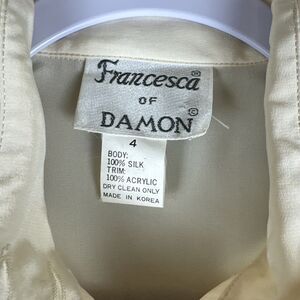 Francesca®
OF
DAMON©
4
BODY:
100% SILK
TRIM:
100% ACRYLIC
DRY CLEAN ONLY
MADE IN KOREA